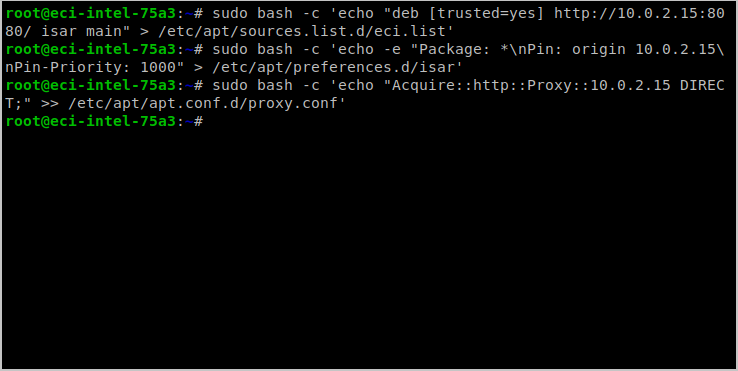 root@eci-intel-75a3:~# sudo bash -c 'echo "deb [trusted=yes] http://10.0.2.15:80
80/ isar main" > /etc/apt/sources.list.d/eci.list'
root@eci-intel-75a3:~# sudo bash -c 'echo -e "Package: *\nPin: origin 10.0.2.15\
nPin-Priority: 1000" > /etc/apt/preferences.d/isar'
root@eci-intel-75a3:~# sudo bash -c 'echo "Acquire::http::Proxy::10.0.2.15 DIREC
T;" >> /etc/apt/apt.conf.d/proxy.conf'
root@eci-intel-75a3:~#